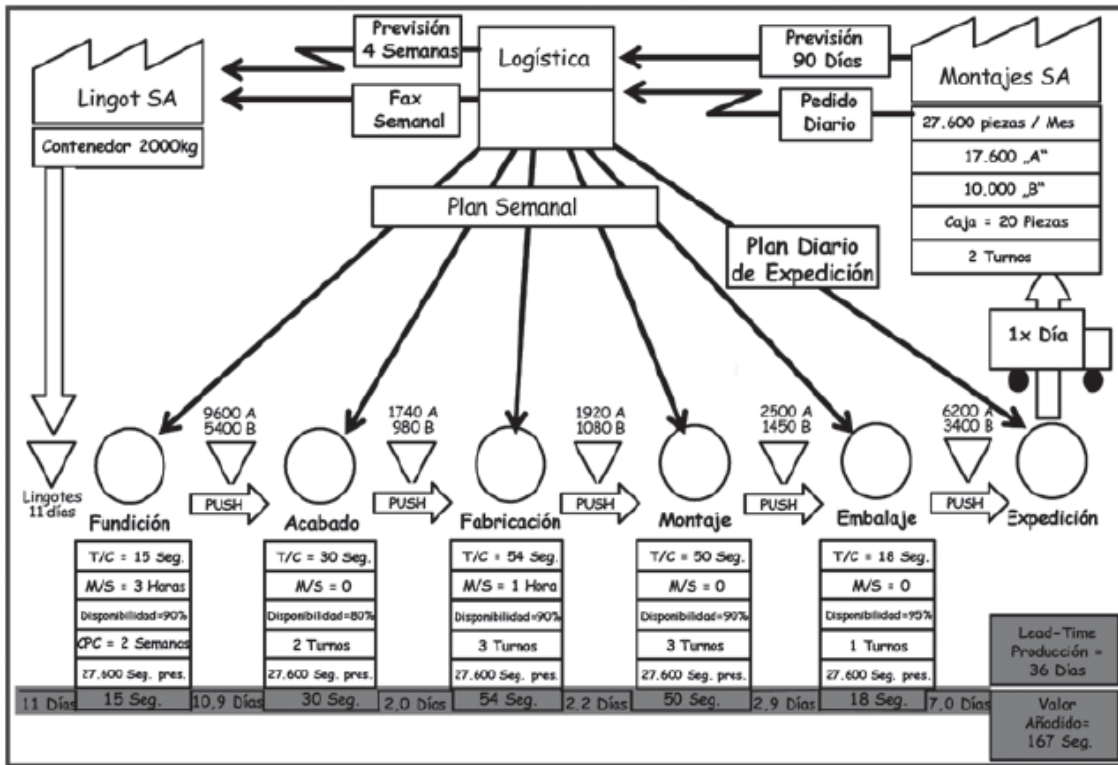 Lingot SA
Contenedor 2000kg
Previsión
4 Semanas
Fax
Semanal
Logística
Previsión
90 Días
Pedido
Diario
Montajes SA
27.600 piezas / Mes
17.600 „A“
10.000 „B“
Caja = 20 Piezas
2 Turnos
Plan Semanal
Plan Diario
de Expedición
1x Día
Lingotes
11 días
9600 A
5400 B
PUSH
1740 A
980 B
PUSH
1920 A
1080 B
PUSH
2500 A
1450 B
PUSH
6200 A
3400 B
PUSH
Fundición
T/C = 15 Seg.
M/S = 3 Horas
Disponibilidad=90%
CPC = 2 Semanas
27.600 Seg. pres.
Acabado
T/C = 30 Seg.
M/S = 0
Disponibilidad=80%
2 Turnos
27.600 Seg. pres.
Fabricación
T/C = 54 Seg.
M/S = 1 Hora
Disponibilidad=90%
3 Turnos
27.600 Seg. pres.
Montaje
T/C = 50 Seg.
M/S = 0
Disponibilidad=90%
3 Turnos
27.600 Seg. pres.
Embalaje
T/C = 18 Seg.
M/S = 0
Disponibilidad=95%
1 Turnos
27.600 Seg. pres.
Expedición
11 Días
15 Seg.
10,9 Días
30 Seg.
2,0 Días
54 Seg.
2,2 Días
50 Seg.
2,9 Días
18 Seg.
7,0 Días
Lead-Time
Producción =
36 Días
Valor
Añadido=
167 Seg.